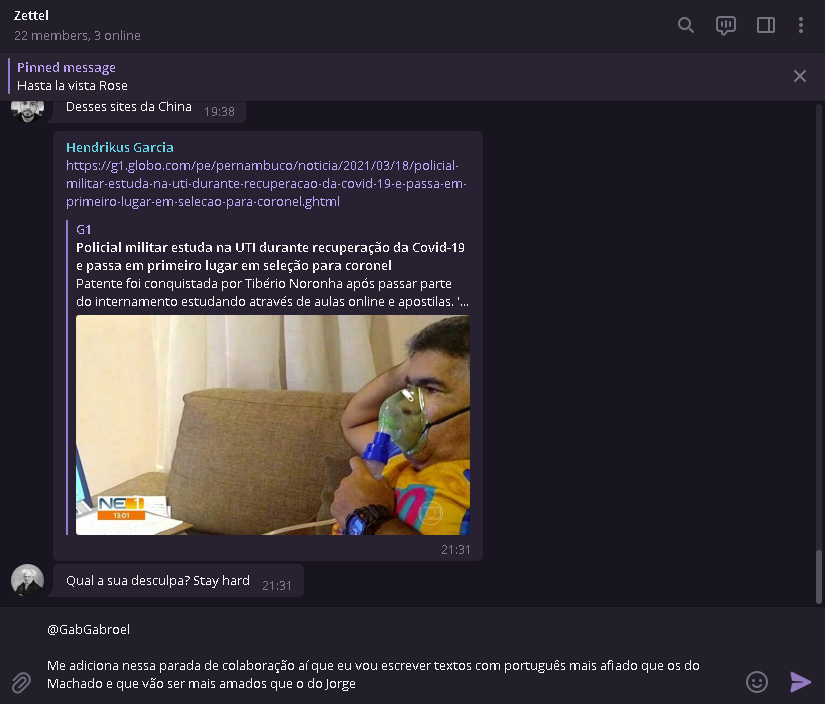 Zettel
22 members, 3 online
Pinned message
Hasta la vista Rose
Desses sites da China
19:38
Hendrikus Garcia
https://g1.globo.com/pe/pernambuco/noticia/2021/03/18/policial-
militar-estuda-na-uti-durante-recuperacao-da-covid-19-e-passa-em-
primeiro-lugar-em-selecao-para-coronel.ghtml
G1
Policial militar estuda na UTI durante recuperação da Covid-19
e passa em primeiro lugar em seleção para coronel
Patente foi conquistada por Tibério Noronha após passar parte
do internamento estudando através de aulas online e apostilas. '...
NE 1
13:01
21:31
Qual a sua desculpa? Stay hard
21:31
@GabGabroel
Me adiciona nessa parada de colaboração aí que eu vou escrever textos com português mais afiado que os do
Machado e que vão ser mais amados que o do Jorge